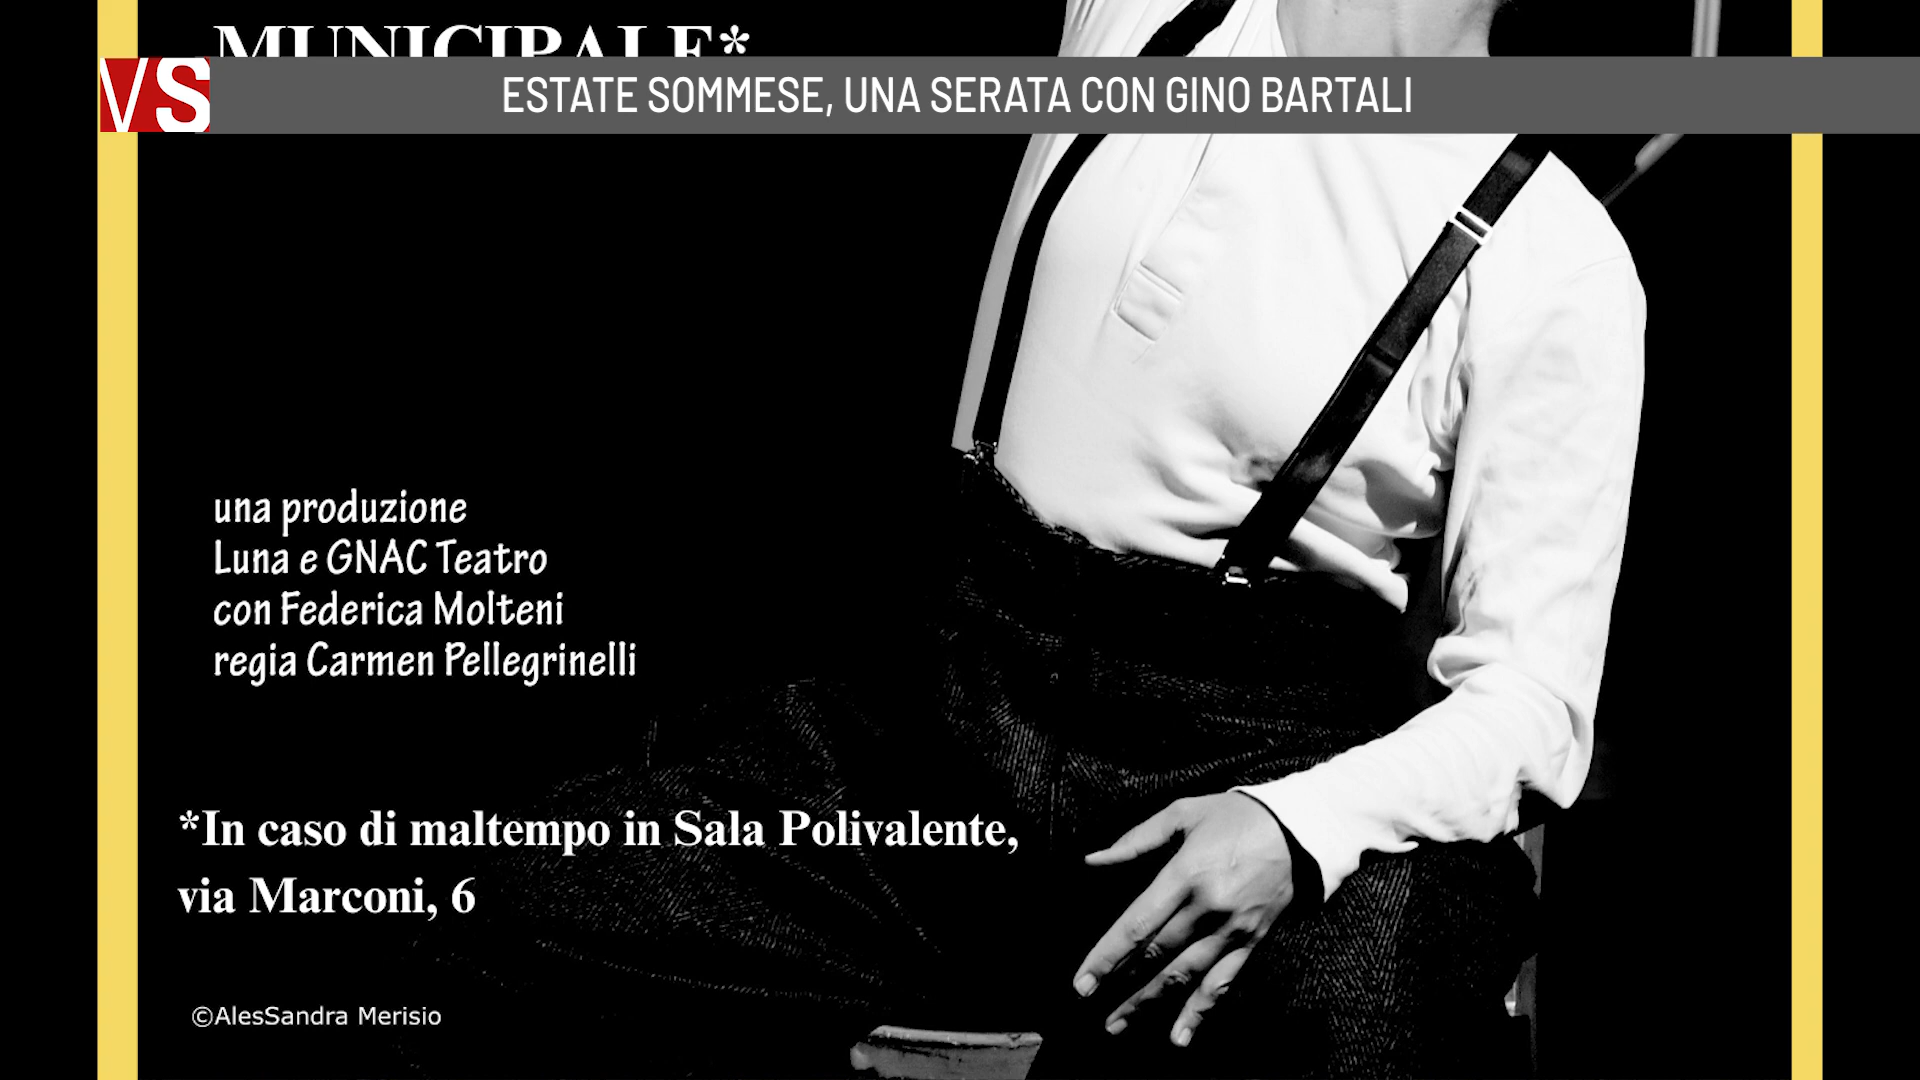 MUNICIPALE*
VS
ESTATE SOMMESE, UNA SERATA CON GINO BARTALI
una produzione
Luna e GNAC Teatro
con Federica Molteni
regia Carmen Pellegrinelli
*In caso di maltempo in Sala Polivalente,
via Marconi, 6
©AlesSandra Merisio